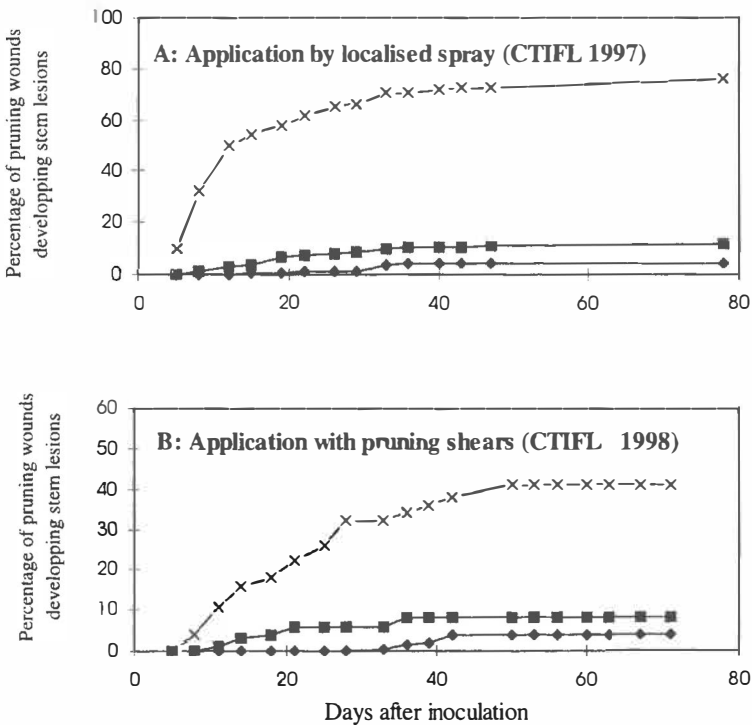 100
A: Application by localised spray (CTIFL 1997)
80
60
40
20
0
0 20 40 60 80
Percentage of pruning wounds
developping stem lesions
60
B: Application with pruning shears (CTIFL 1998)
50
40
30
20
10
0
0 20 40 60 80
Percentage of pruning wounds
developping stem lesions
Days after inoculation